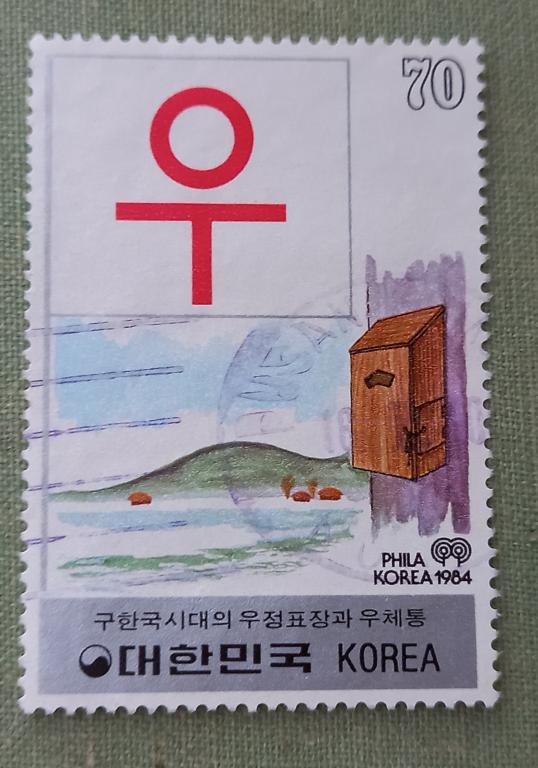 70
우
PHILA
KOREA 1984
구한국시대의 우정표장과 우체통
대한민국 KOREA